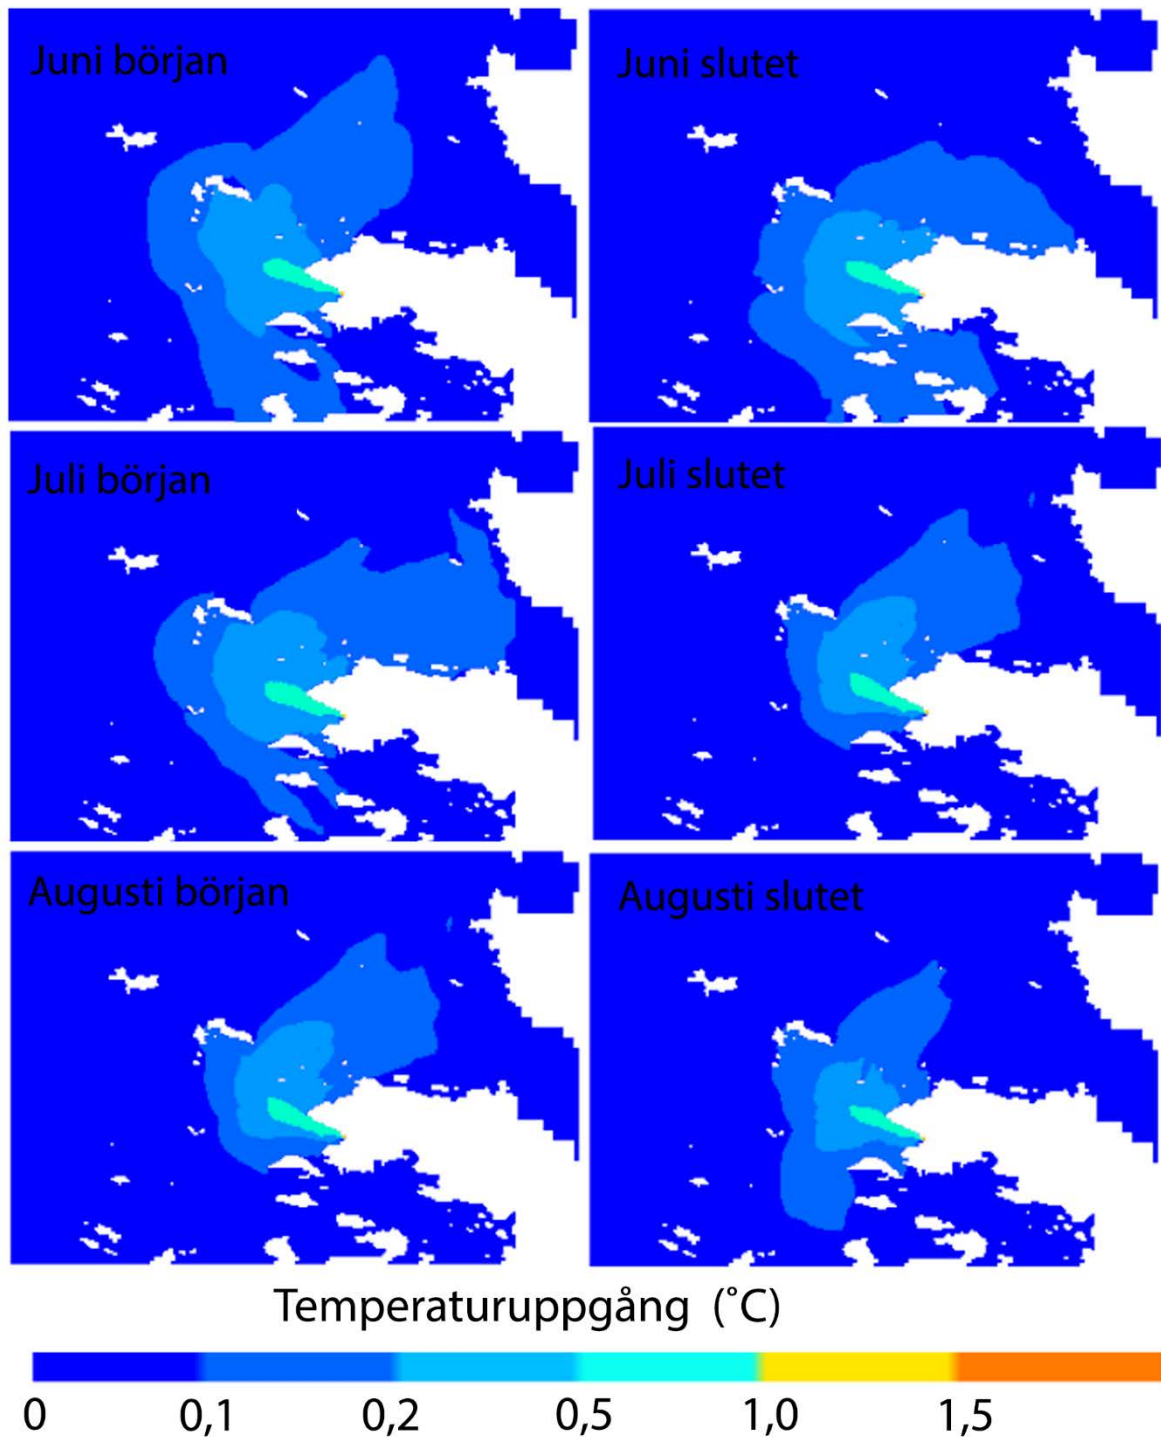 Juni början
Juni slutet
Juli början
Juli slutet
Augusti början
Augusti slutet
Temperaturuppgång (˚C)
0 0,1 0,2 0,5 1,0 1,5